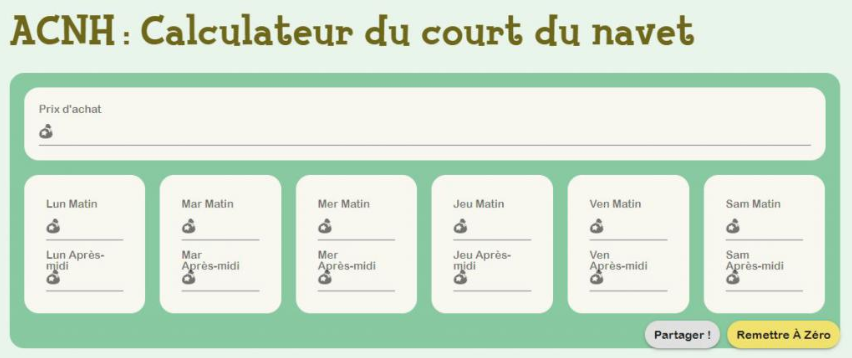 ACNH : Calculateur du court du navet
Prix d'achat
Lun Matin
Mar Matin
Mer Matin
Jeu Matin
Ven Matin
Sam Matin
Lun Après-
midi
Mar
Après-midi
Mer
Après-midi
Jeu Après-
midi
Ven
Après-midi
Sam
Après-midi
Partager !
Remettre À Zéro